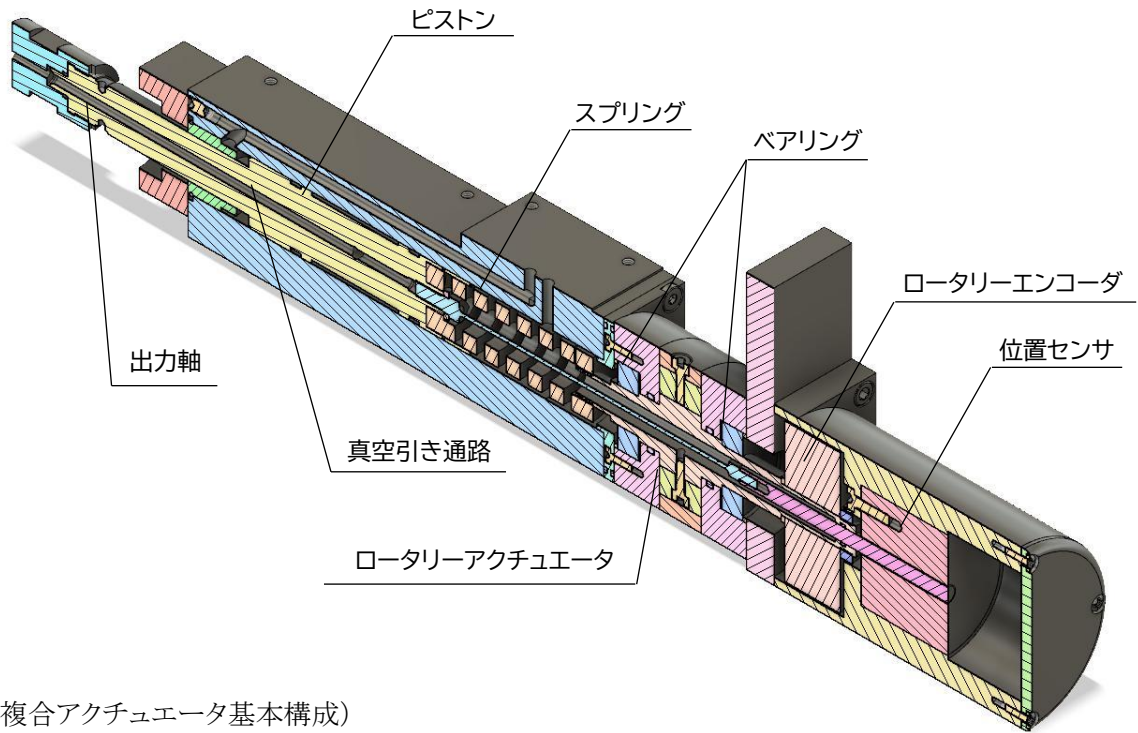 ピストン
スプリング
ベアリング
ロータリーエンコーダ
位置センサ
出力軸
真空引き通路
ロータリーアクチュエータ
複合アクチュエータ基本構成）